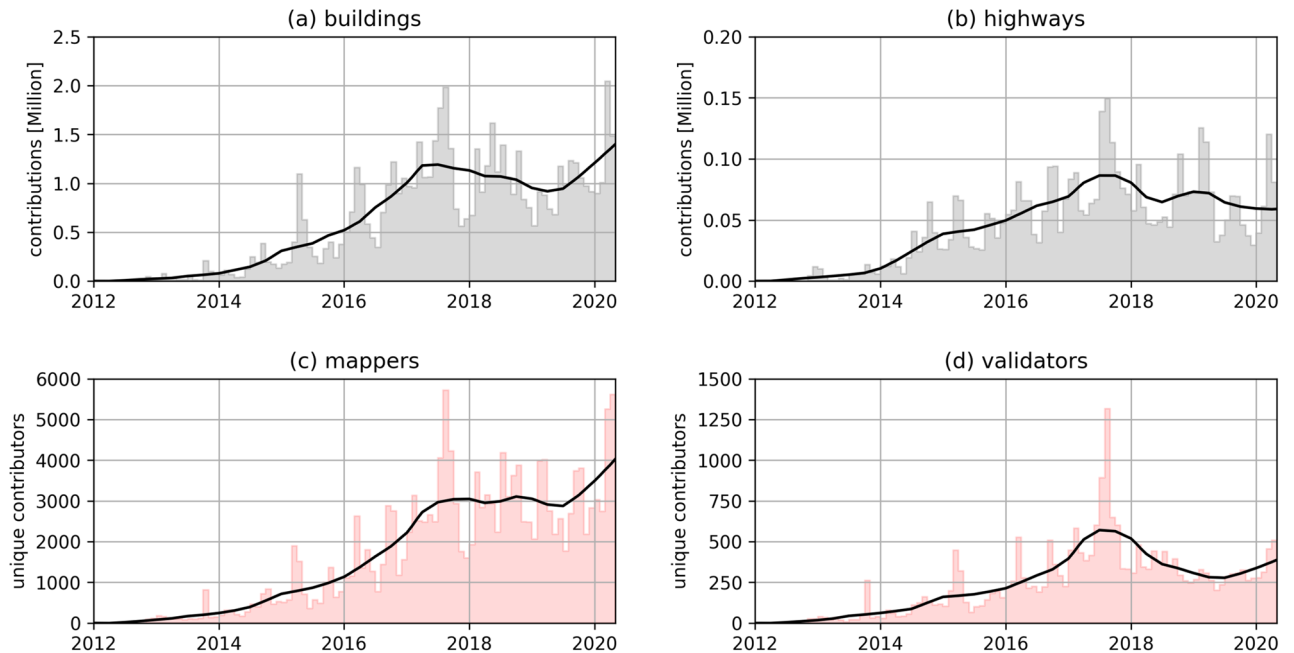 (a) buildings
contributions [Million]
2.5
2.0
1.5
1.0
0.5
0.0
2012 2014 2016 2018 2020
(b) highways
contributions [Million]
0.20
0.15
0.10
0.05
0.00
2012 2014 2016 2018 2020
(c) mappers
unique contributors
6000
5000
4000
3000
2000
1000
0
2012 2014 2016 2018 2020
(d) validators
unique contributors
1500
1250
1000
750
500
250
0
2012 2014 2016 2018 2020